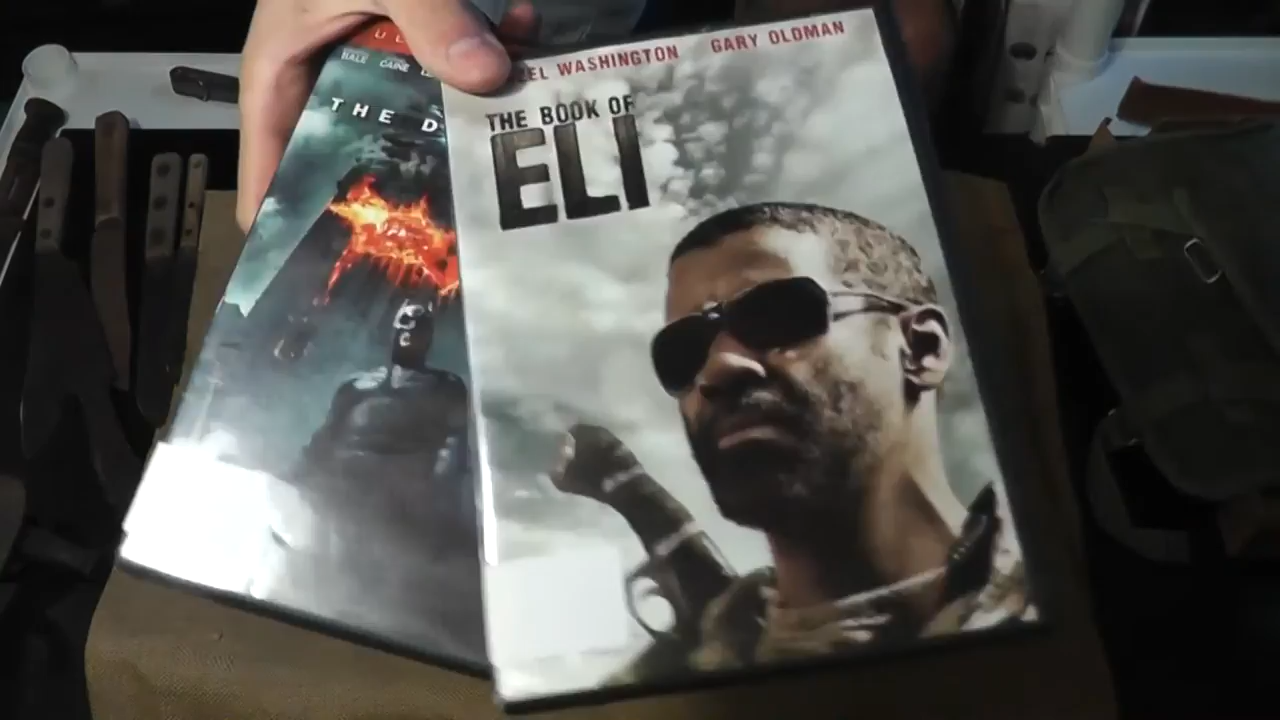 BALE CAINE
THE D
ZEL WASHINGTON GARY OLDMAN
THE BOOK OF
ELI